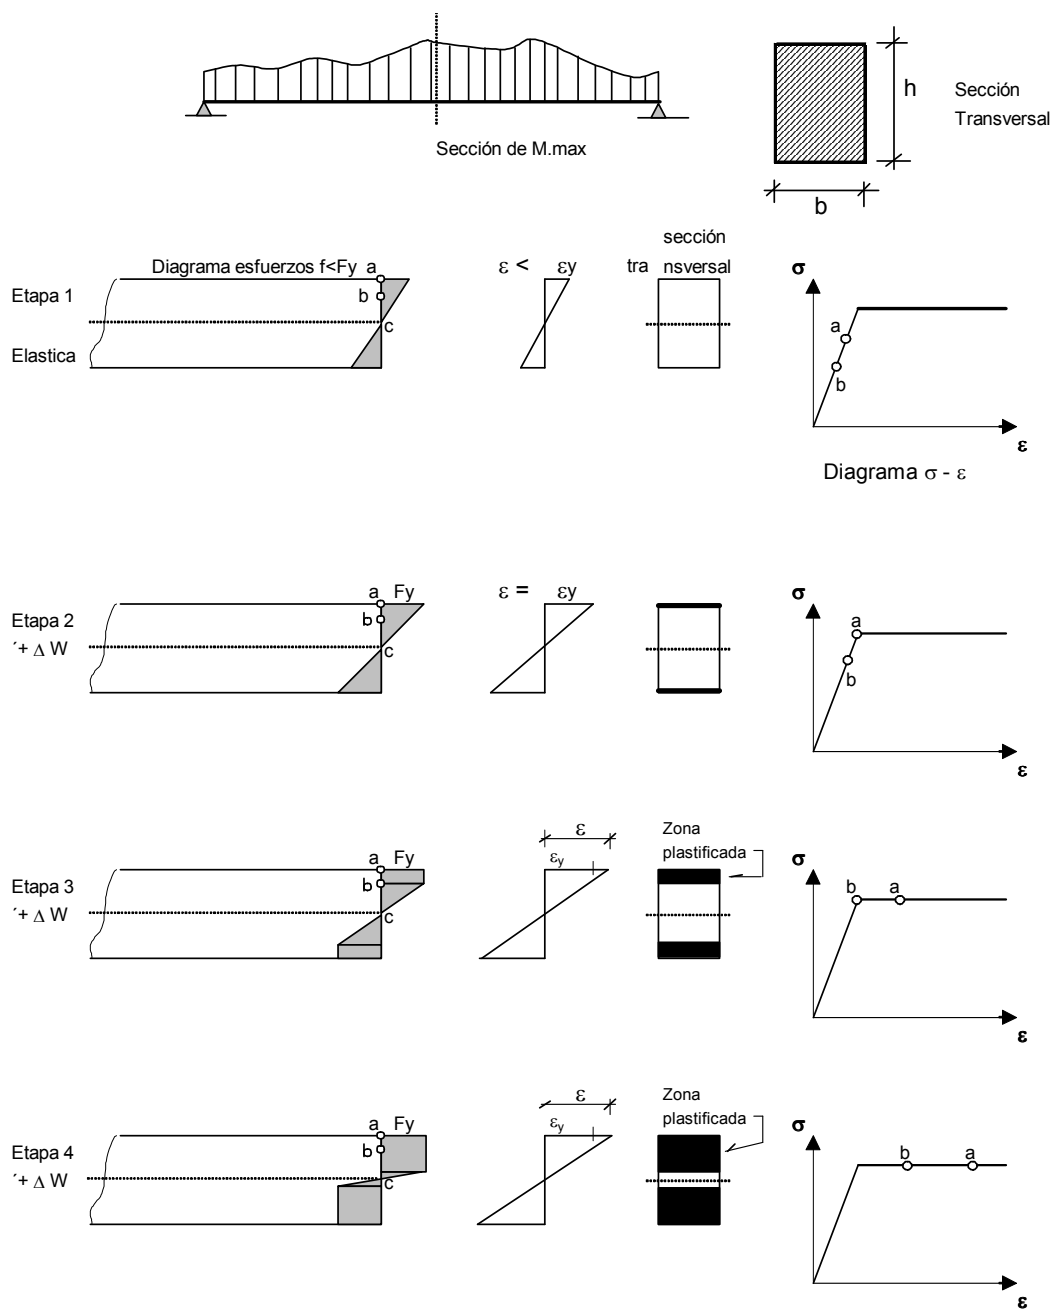 h
Sección
Transversal
Sección de M.max
b
sección
Diagrama esfuerzos f<Fy
a
ε <
εy
tra
nsversal
σ
Etapa 1
b
c
a
Elastica
b
ε
Diagrama σ - ε
a
Fy
ε =
εy
σ
Etapa 2
b
a
´+ Δ W
c
b
ε
ε
Zona
a
Fy
εy
plastificada
σ
Etapa 3
b
b
a
´+ Δ W
c
ε
ε
Zona
a
Fy
εy
plastificada
σ
Etapa 4
b
b
a
´+ Δ W
c
ε